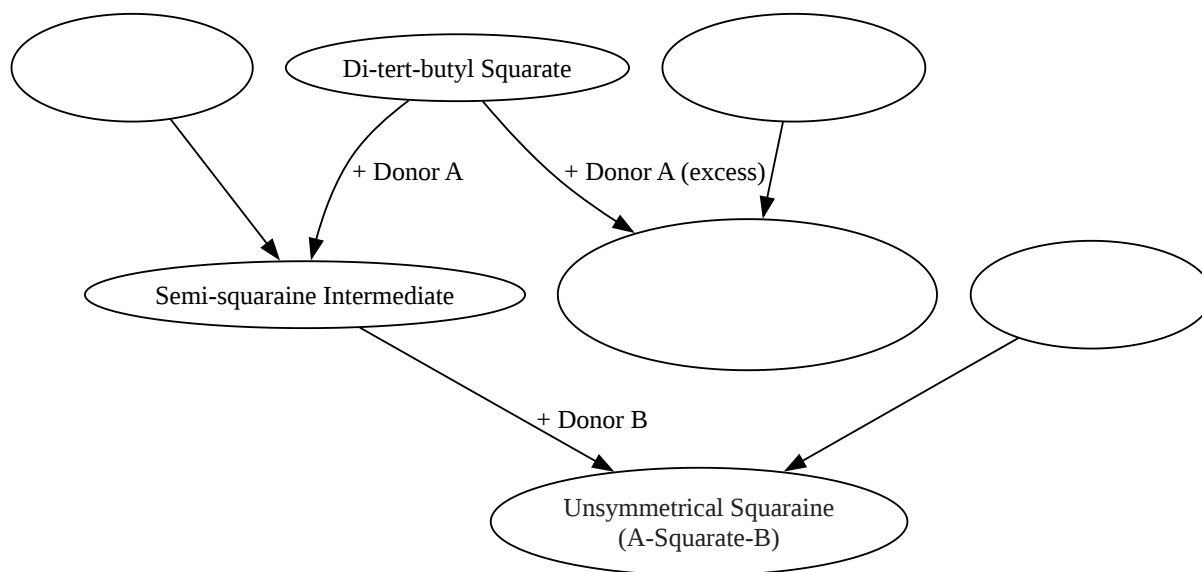 Di-tert-butyl Squarate
+ Donor A
+ Donor A (excess)
Semi-squaraine Intermediate
+ Donor B
Unsymmetrical Squaraine
(A-Squarate-B)